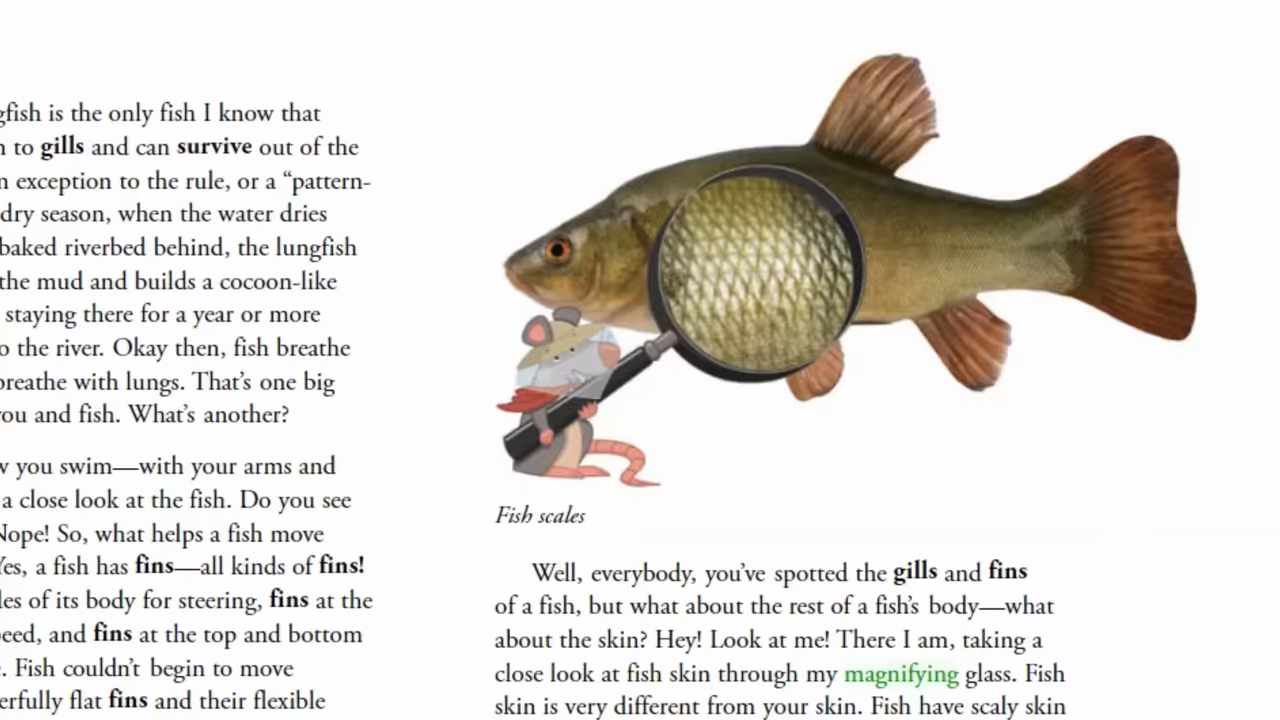 gfish is the only fish I know that
n to gills and can survive out of the
n exception to the rule, or a “pattern-
dry season, when the water dries
baked riverbed behind, the lungfish
the mud and builds a cocoon-like
staying there for a year or more
o the river. Okay then, fish breathe
breathe with lungs. That’s one big
you and fish. What’s another?
w you swim—with your arms and
a close look at the fish. Do you see
Nope! So, what helps a fish move
Yes, a fish has fins—all kinds of fins!
les of its body for steering, fins at the
peed, and fins at the top and bottom
e. Fish couldn’t begin to move
erfully flat fins and their flexible
Fish scales
Well, everybody, you’ve spotted the gills and fins
of a fish, but what about the rest of a fish’s body—what
about the skin? Hey! Look at me! There I am, taking a
close look at fish skin through my magnifying glass. Fish
skin is very different from your skin. Fish have scaly skin